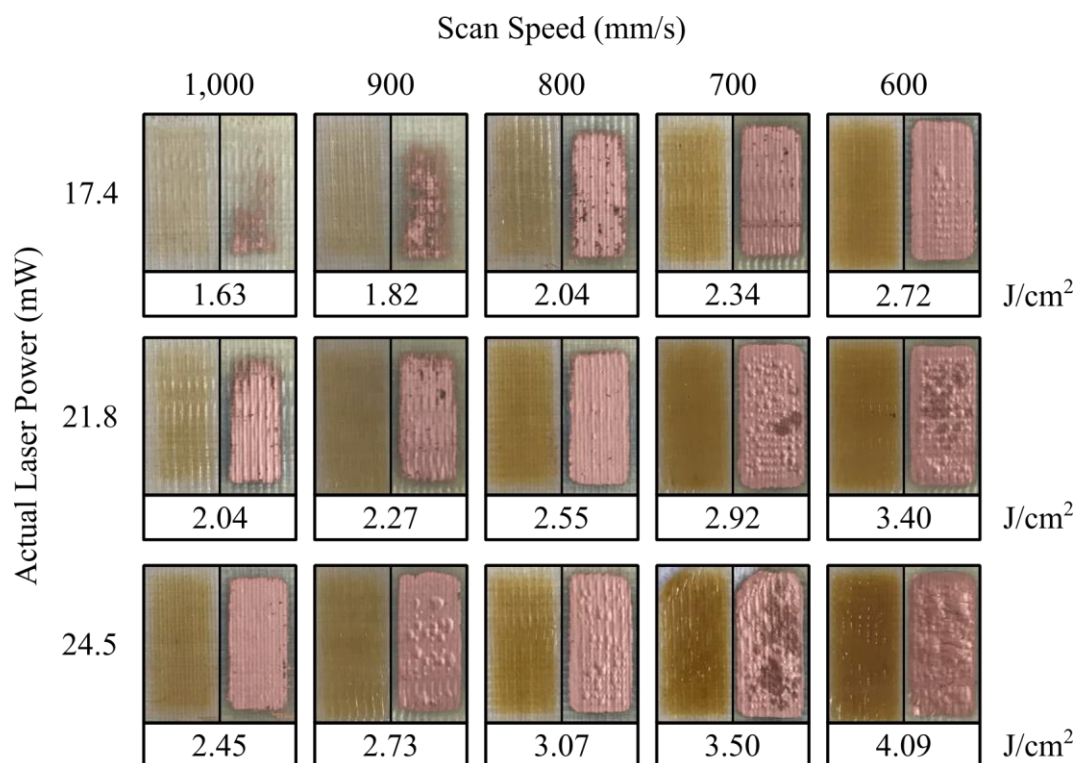 Scan Speed (mm/s)
1,000 900 800 700 600
Actual Laser Power (mW)
17.4
1.63 1.82 2.04 2.34 2.72 J/cm²
21.8
2.04 2.27 2.55 2.92 3.40 J/cm²
24.5
2.45 2.73 3.07 3.50 4.09 J/cm²